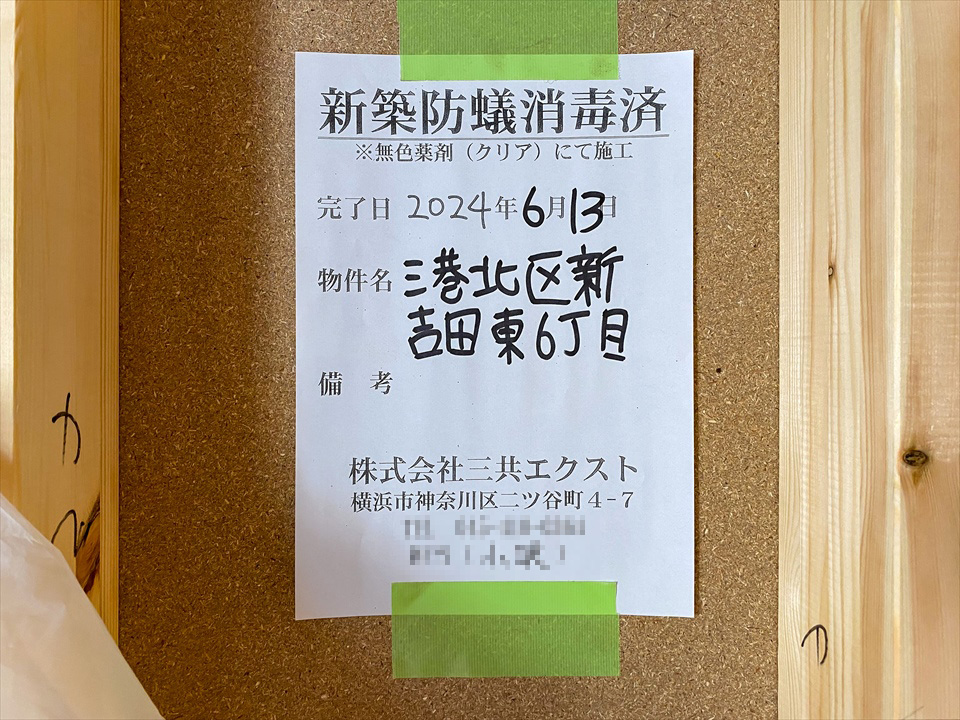 新築防蟻消毒済
※無色薬剤（クリア）にて施工
完了日 2024年6月13日
物件名 三港北区新
吉田東6丁目
備 考
株式会社三共エクスト
横浜市神奈川区二ツ谷町4-7